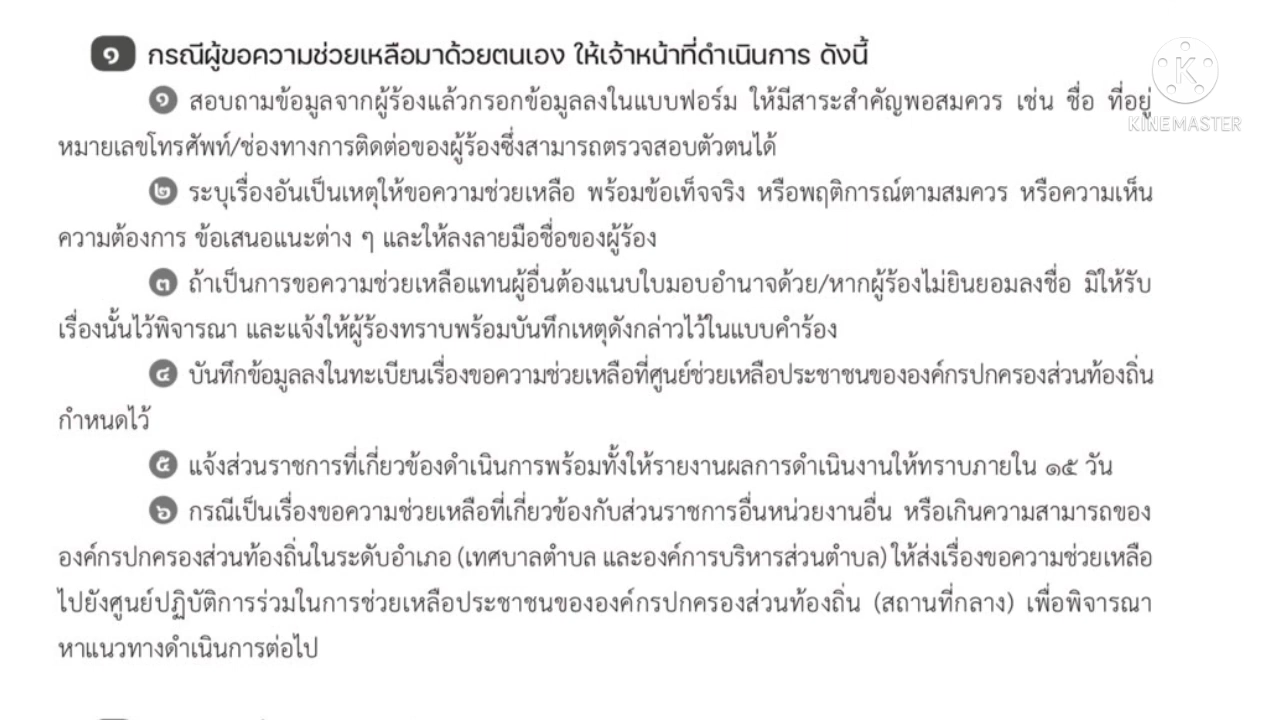 ๑ กรณีผู้ขอความช่วยเหลือมาด้วยตนเอง ให้เจ้าหน้าที่ดำเนินการ ดังนี้
๑ สอบถามข้อมูลจากผู้ร้องแล้วกรอกข้อมูลลงในแบบฟอร์ม ให้มีสาระสำคัญพอสมควร เช่น ชื่อ ที่อยู่
KINEMASTER
หมายเลขโทรศัพท์/ช่องทางการติดต่อของผู้ร้องซึ่งสามารถตรวจสอบตัวตนได้
๒ ระบุเรื่องอันเป็นเหตุให้ขอความช่วยเหลือ พร้อมข้อเท็จจริง หรือพฤติการณ์ตามสมควร หรือความเห็น
ความต้องการ ข้อเสนอแนะต่าง ๆ และให้ลงลายมือชื่อของผู้ร้อง
๓ ถ้าเป็นการขอความช่วยเหลือแทนผู้อื่นต้องแนบใบมอบอำนาจด้วย/หากผู้ร้องไม่ยินยอมลงชื่อ มิให้รับ
เรื่องนั้นไว้พิจารณา และแจ้งให้ผู้ร้องทราบพร้อมบันทึกเหตุดังกล่าวไว้ในแบบคำร้อง
๔ บันทึกข้อมูลลงในทะเบียนเรื่องขอความช่วยเหลือที่ศูนย์ช่วยเหลือประชาชนขององค์กรปกครองส่วนท้องถิ่น
กำหนดไว้
๕ แจ้งส่วนราชการที่เกี่ยวข้องดำเนินการพร้อมทั้งให้รายงานผลการดำเนินงานให้ทราบภายใน ๑๕ วัน
๖ กรณีเป็นเรื่องขอความช่วยเหลือที่เกี่ยวข้องกับส่วนราชการอื่นหน่วยงานอื่น หรือเกินความสามารถของ
องค์กรปกครองส่วนท้องถิ่นในระดับอำเภอ (เทศบาลตำบล และองค์การบริหารส่วนตำบล) ให้ส่งเรื่องขอความช่วยเหลือ
ไปยังศูนย์ปฏิบัติการร่วมในการช่วยเหลือประชาชนขององค์กรปกครองส่วนท้องถิ่น (สถานที่กลาง) เพื่อพิจารณา
หาแนวทางดำเนินการต่อไป